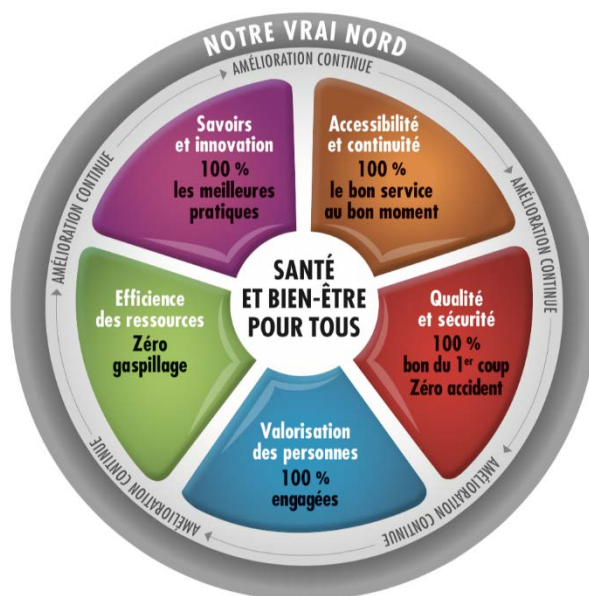 NOTRE VRAI NORD
AMÉLIORATION CONTINUE
Savoirs
et innovation
100 %
les meilleures
pratiques
Accessibilité
et continuité
100 %
le bon service
au bon moment
AMÉLIORATION CONTINUE
AMÉLIORATION CONTINUE
SANTÉ
ET BIEN-ÊTRE
POUR TOUS
Efficience
des ressources
Zéro
gaspillage
Qualité
et sécurité
100 %
bon du 1er coup
Zéro accident
Valorisation
des personnes
100 %
engagées
AMÉLIORATION CONTINUE
AMÉLIORATION CONTINUE